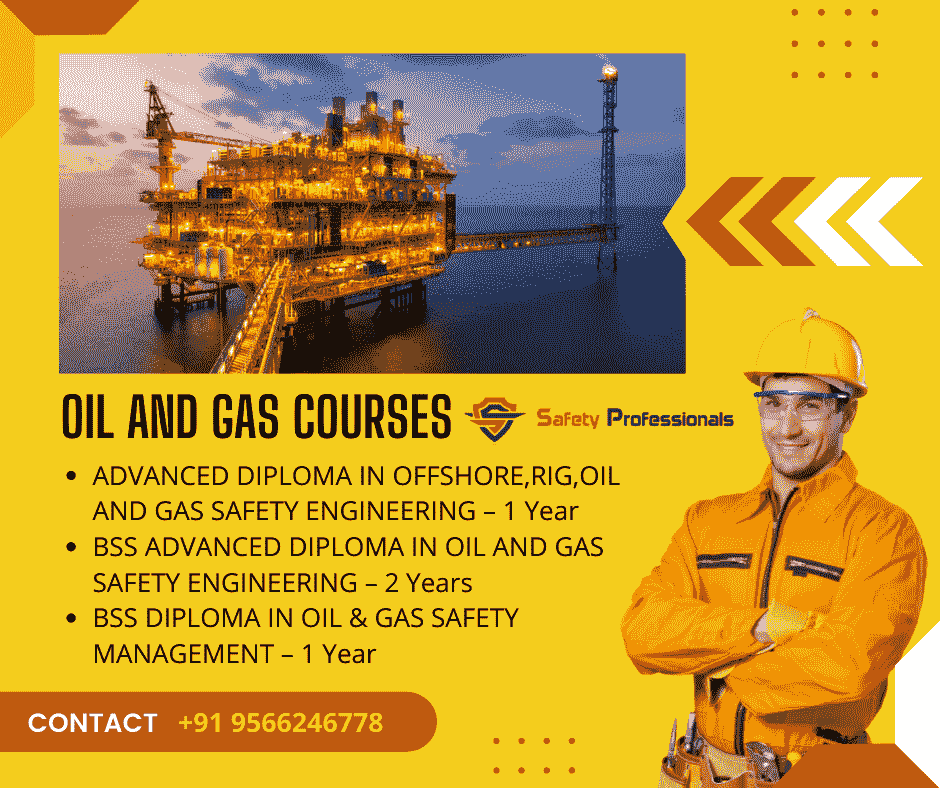 OIL AND GAS COURSES
Safety Professionals
• ADVANCED DIPLOMA IN OFFSHORE,RIG,OIL
AND GAS SAFETY ENGINEERING – 1 Year
• BSS ADVANCED DIPLOMA IN OIL AND GAS
SAFETY ENGINEERING – 2 Years
• BSS DIPLOMA IN OIL & GAS SAFETY
MANAGEMENT – 1 Year
CONTACT +91 9566246778